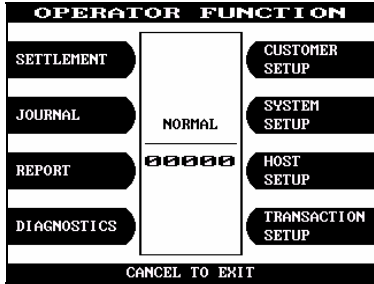 OPERATOR FUNCTION
SETTLEMENT
JOURNAL
REPORT
DIAGNOSTICS
NORMAL
00000
CUSTOMER
SETUP
SYSTEM
SETUP
HOST
SETUP
TRANSACTION
SETUP
CANCEL TO EXIT